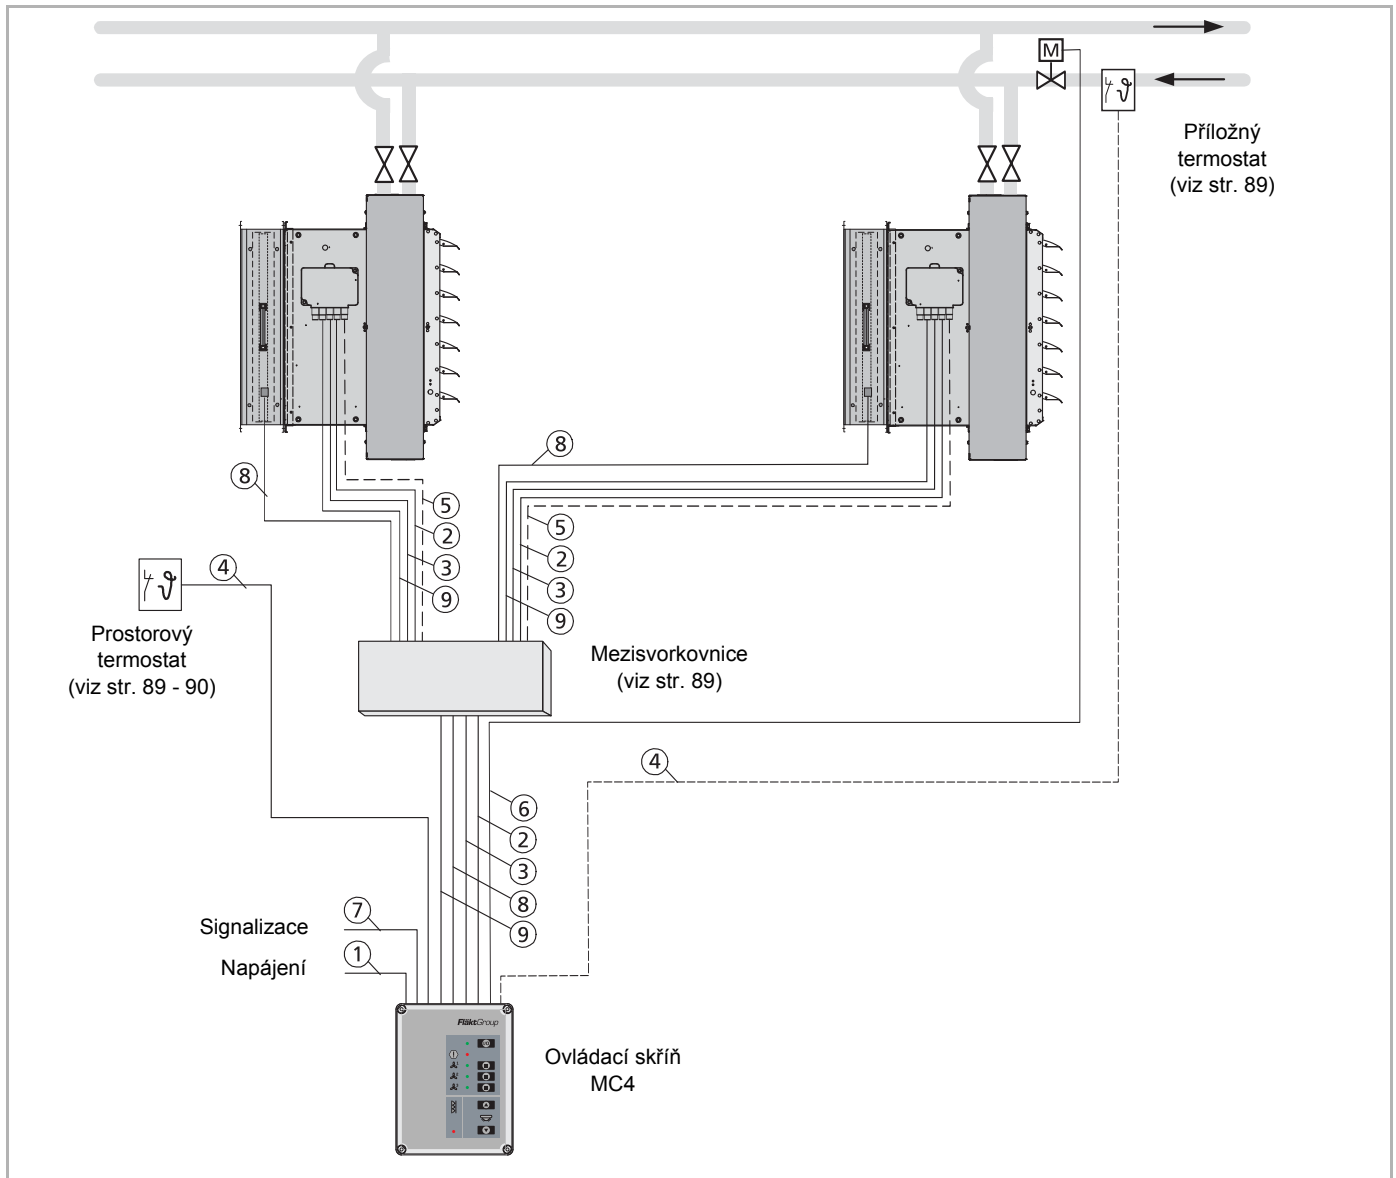 M
Příložný
termostat
(viz str. 89)
8
8
5
2
3
9
5
2
3
9
4
Prostorový
termostat
(viz str. 89 - 90)
Mezisvorkovnice
(viz str. 89)
4
6
2
3
8
9
7
Signalizace
1
Napájení
FläktGroup
Ovládací skříň
MC4